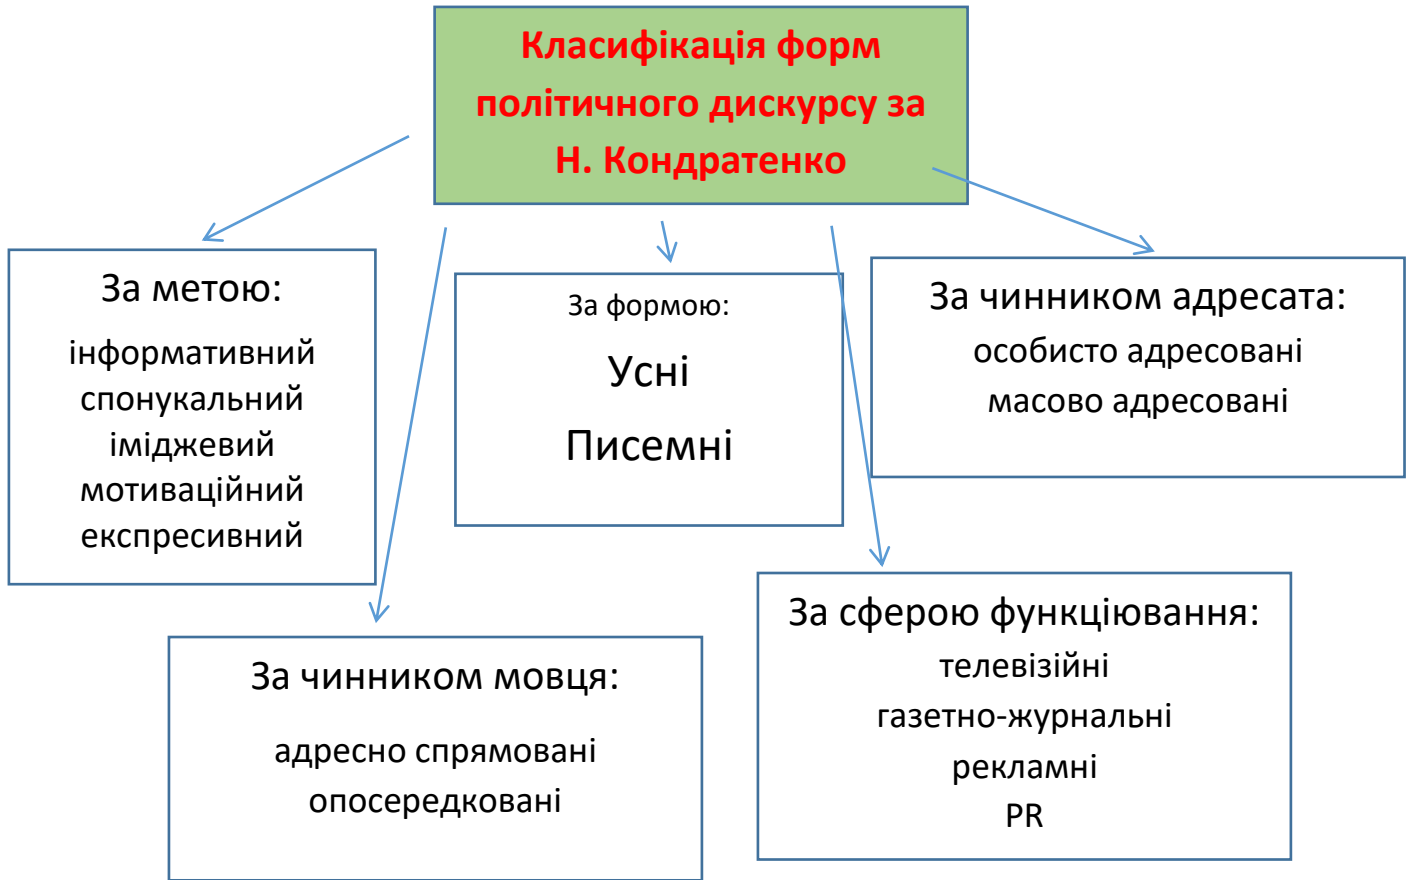 Класифікація форм
політичного дискурсу за
Н. Кондратенко
За метою:
інформативний
спонукальний
іміджевий
мотиваційний
експресивний
За формою:
Усні
Писемні
За чинником адресата:
особисто адресовані
масово адресовані
За чинником мовця:
адресно спрямовані
опосередковані
За сферою функціювання:
телевізійні
газетно-журнальні
рекламні
PR